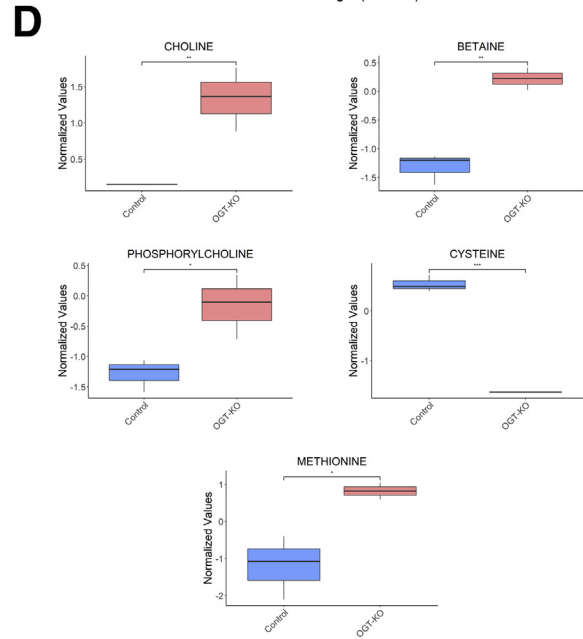 D
CHOLINE
**
Normalized Values
1.5
1.0
0.5
Control
OGT-KO
BETAINE
**
Normalized Values
0.5
0.0
-0.5
-1.0
-1.5
Control
OGT-KO
PHOSPHORYLCHOLINE
*
Normalized Values
0.5
0.0
-0.5
-1.0
-1.5
Control
OGT-KO
CYSTEINE
***
Normalized Values
0
-1
Control
OGT-KO
METHIONINE
*
Normalized Values
1
0
-1
-2
Control
OGT-KO